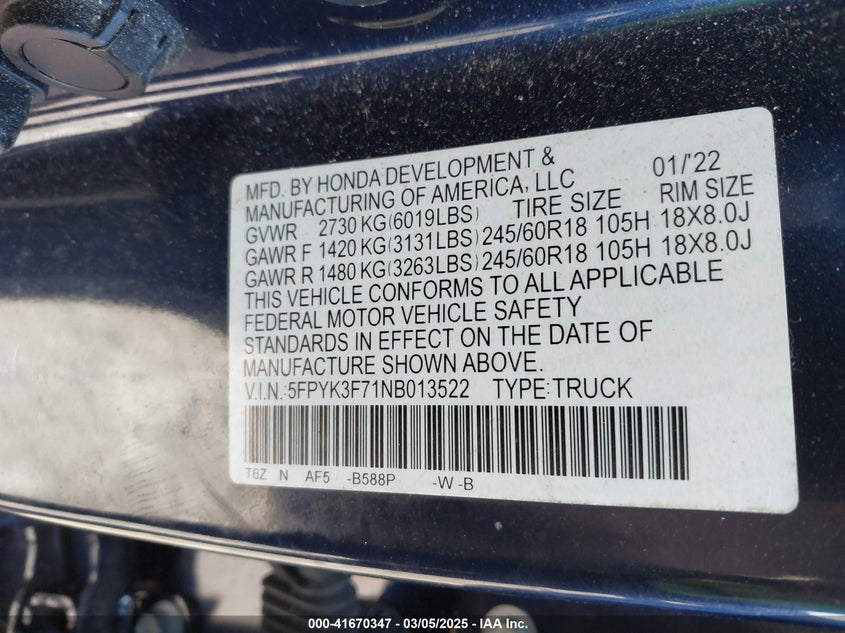 MFD. BY HONDA DEVELOPMENT & 01/'22
MANUFACTURING OF AMERICA, LLC
GVWR 2730 KG(6019LBS) TIRE SIZE RIM SIZE
GAWR F 1420 KG(3131LBS) 245/60R18 105H 18X8.0J
GAWR R 1480 KG(3263LBS) 245/60R18 105H 18X8.0J
THIS VEHICLE CONFORMS TO ALL APPLICABLE
FEDERAL MOTOR VEHICLE SAFETY
STANDARDS IN EFFECT ON THE DATE OF
MANUFACTURE SHOWN ABOVE.
V.I.N.:5FPYK3F71NB013522 TYPE:TRUCK
T6Z N AF5 -B588P -W -B
000-41670347 - 03/05/2025 - IAA Inc.